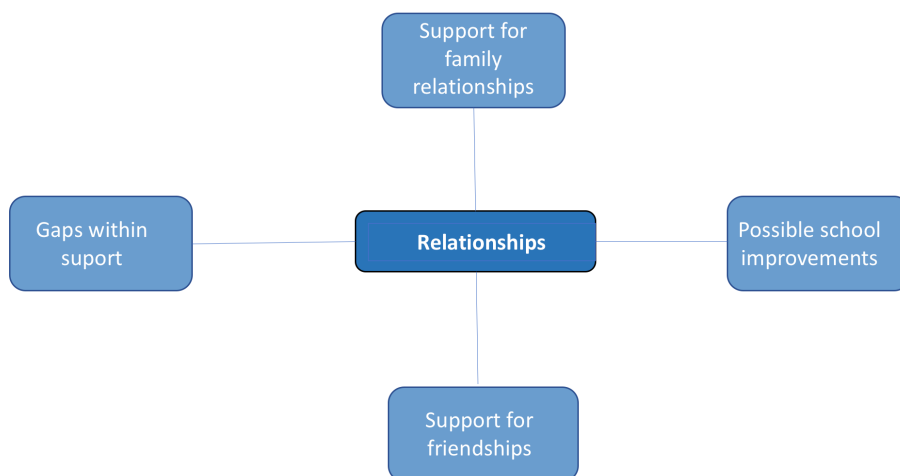 Support for
family
relationships
Gaps within
suport
Relationships
Possible school
improvements
Support for
friendships